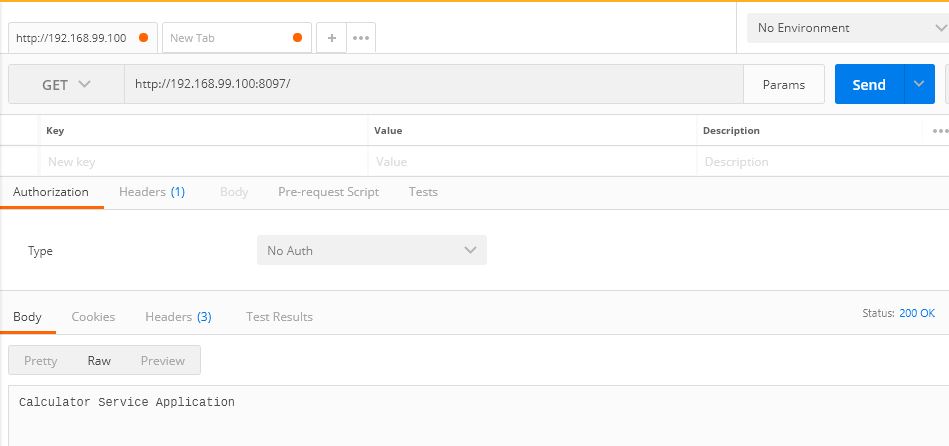 http://192.168.99.100 New Tab + ••• No Environment
GET http://192.168.99.100:8097/ Params Send
Key Value Description •••
New key Value Description
Authorization Headers (1) Body Pre-request Script Tests
Type No Auth
Body Cookies Headers (3) Test Results Status: 200 OK
Pretty Raw Preview
Calculator Service Application